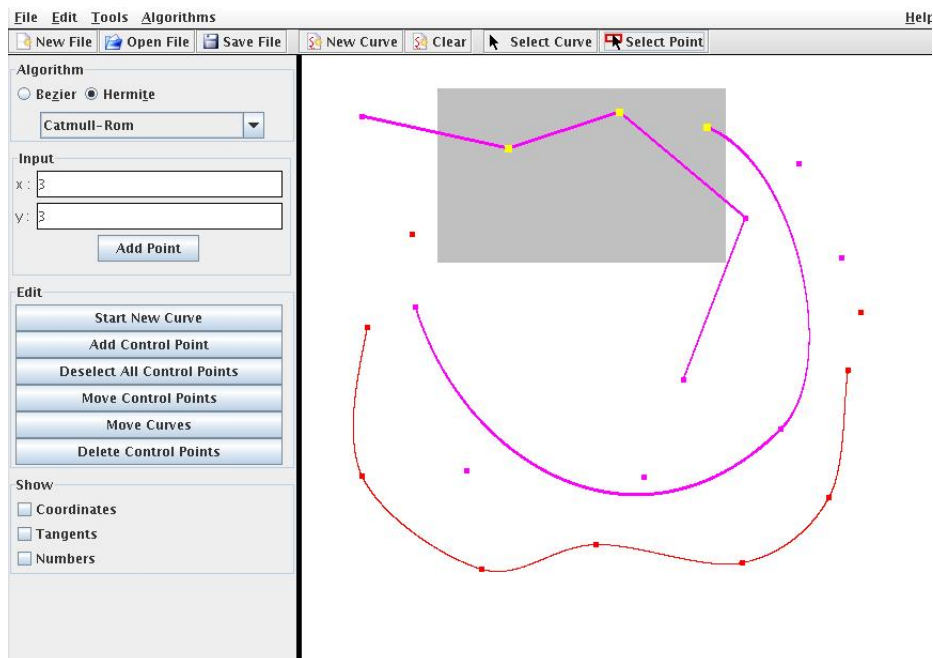 File Edit Tools Algorithms Help
New File Open File Save File New Curve Clear Select Curve Select Point
Algorithm
Bezier Hermite
Catmull-Rom
Input
x : 3
y : 3
Add Point
Edit
Start New Curve
Add Control Point
Deselect All Control Points
Move Control Points
Move Curves
Delete Control Points
Show
Coordinates
Tangents
Numbers